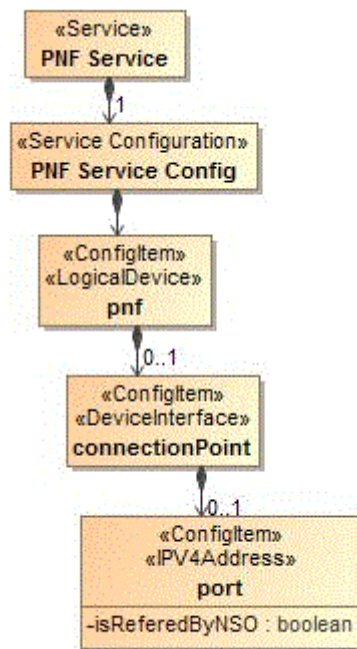 «Service»
PNF Service
1
«Service Configuration»
PNF Service Config
«ConfigItem»
«LogicalDevice»
pnf
0..1
«ConfigItem»
«DeviceInterface»
connectionPoint
0..1
«ConfigItem»
«IPV4Address»
port
-isReferedByNSO : boolean